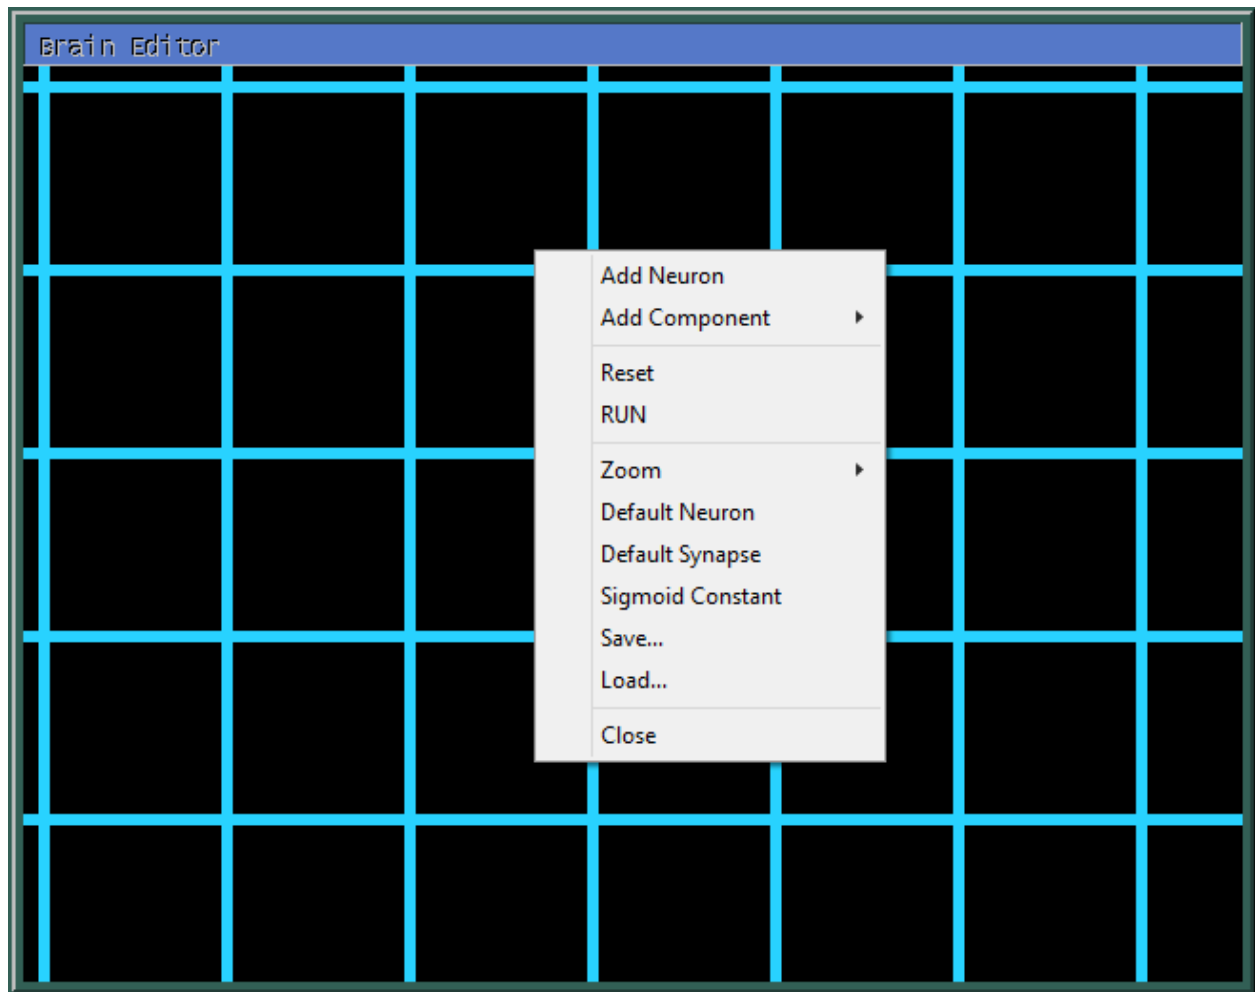 Brain Editor
Add Neuron
Add Component
Reset
RUN
Zoom
Default Neuron
Default Synapse
Sigmoid Constant
Save...
Load...
Close